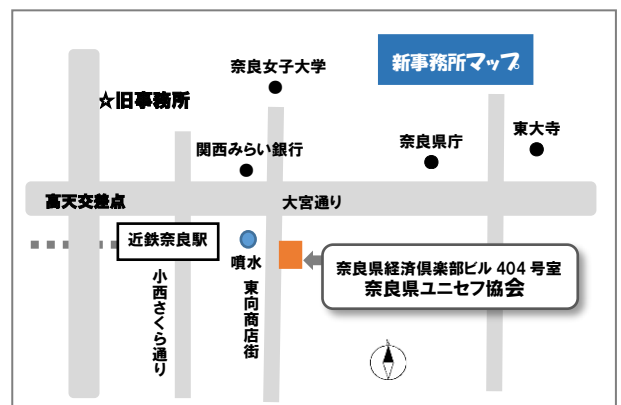 奈良女子大学
新事務所マップ
☆旧事務所
関西みらい銀行
奈良県庁
東大寺
高天交差点
大宮通り
近鉄奈良駅
噴水
奈良県経済倶楽部ビル 404 号室
奈良県ユニセフ協会
小西さくら通り
東向商店街